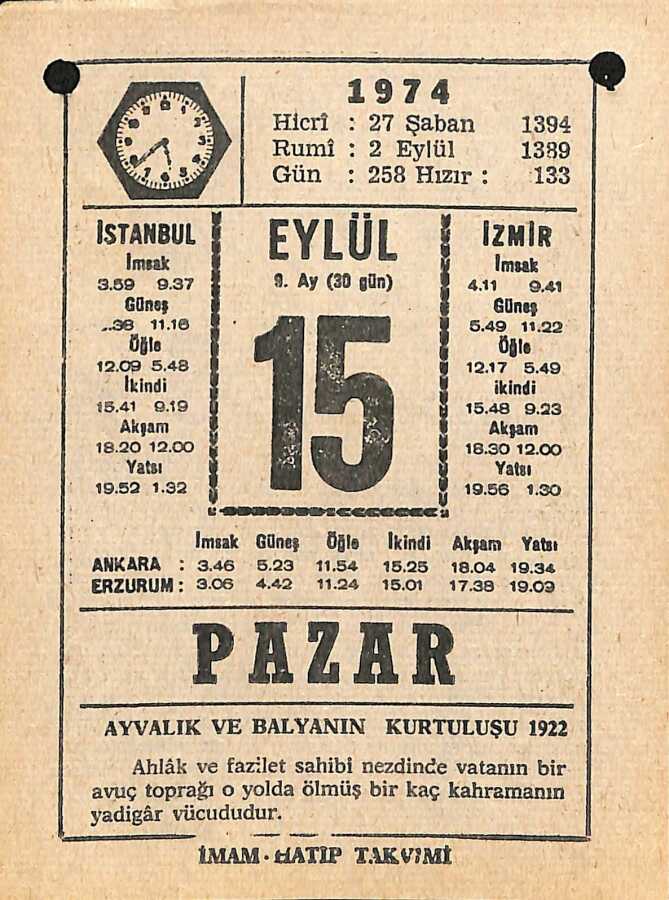 1974
Hicrî : 27 Şaban 1394
Rumî : 2 Eylül 1389
Gün : 258 Hızır : 133
İSTANBUL
İmsak
3.59 9.37
Güneş
11.16
Öğle
12.09 5.48
İkindi
15.41 9.19
Akşam
18.20 12.00
Yatsı
19.52 1.32
EYLÜL
9. Ay (30 gün)
15
İZMİR
İmsak
4.11 9.41
Güneş
5.49 11.22
Öğle
12.17 5.49
ikindi
15.48 9.23
Akşam
18.30 12.00
Yatsı
19.56 1.30
İmsak Güneş Öğle İkindi Akşam Yatsı
ANKARA : 3.46 5.23 11.54 15.25 18.04 19.34
ERZURUM : 3.06 4.42 11.24 15.01 17.38 19.09
PAZAR
AYVALIK VE BALYANIN KURTULUŞU 1922
Ahlâk ve fazilet sahibi nezdinde vatanın bir
avuç toprağı o yolda ölmüş bir kaç kahramanın
yadigâr vücududur.
İMAM - HATİP TAKVİMİ